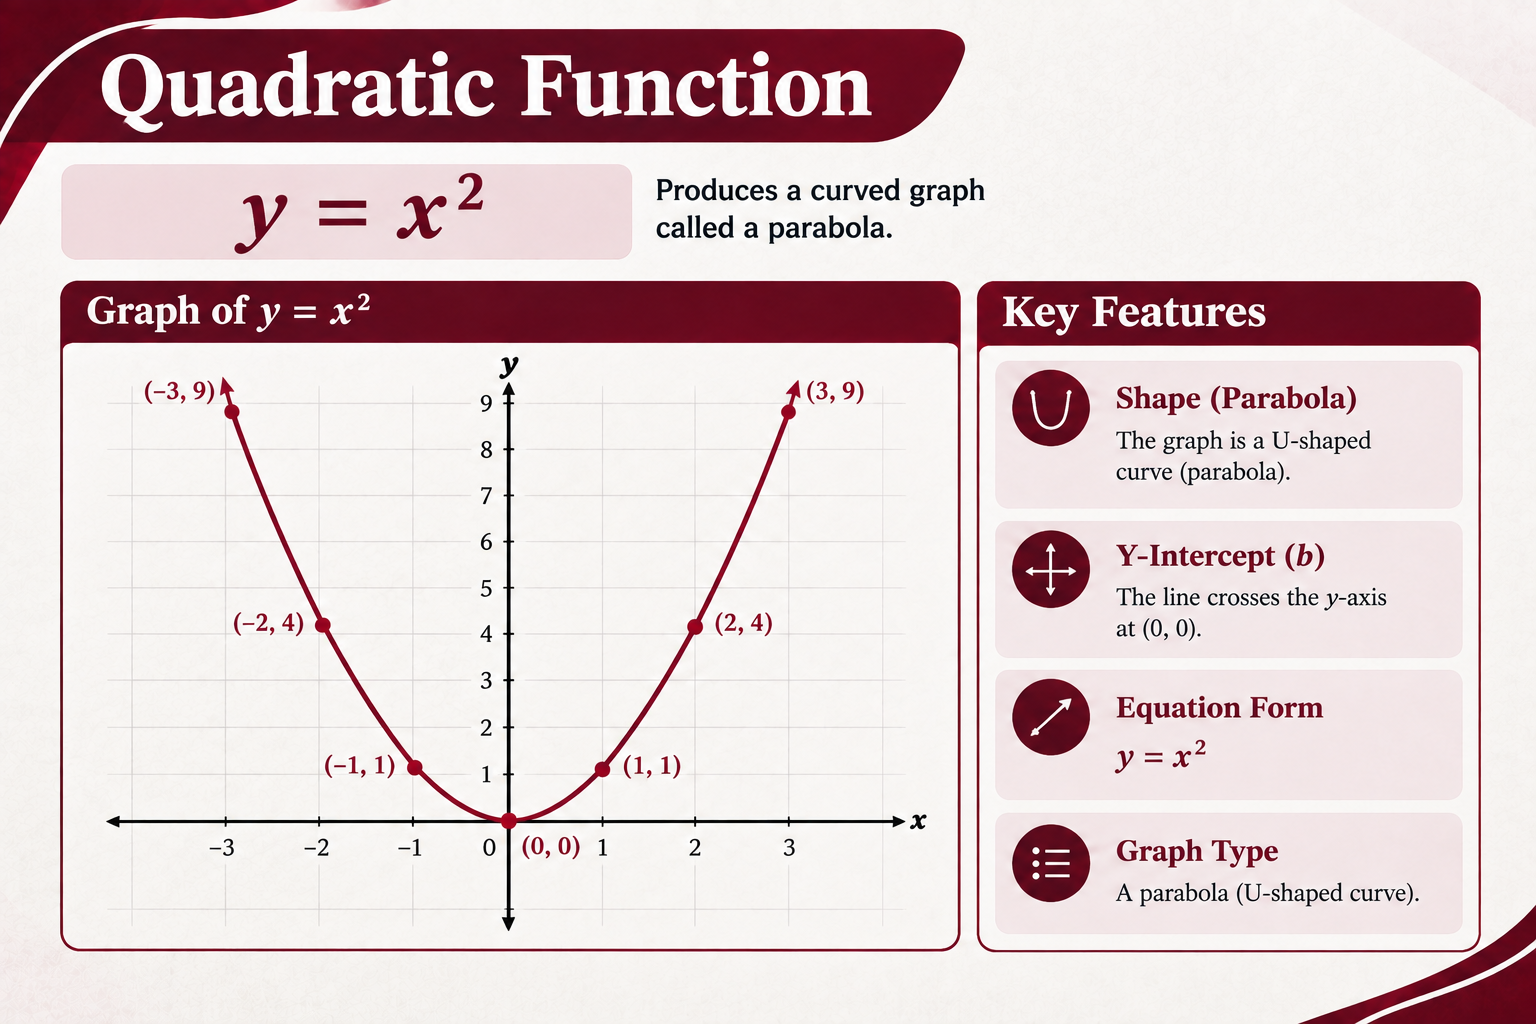 Quadratic Function
y = x²
Produces a curved graph
called a parabola.
Graph of y = x²
y
(−3, 9)
(3, 9)
9
8
7
6
5
(−2, 4)
(2, 4)
4
3
2
(−1, 1)
(1, 1)
1
x
−3 −2 −1 0 (0, 0) 1 2 3
Key Features
Shape (Parabola)
The graph is a U-shaped
curve (parabola).
Y-Intercept (b)
The line crosses the y-axis
at (0, 0).
Equation Form
y = x²
Graph Type
A parabola (U-shaped curve).